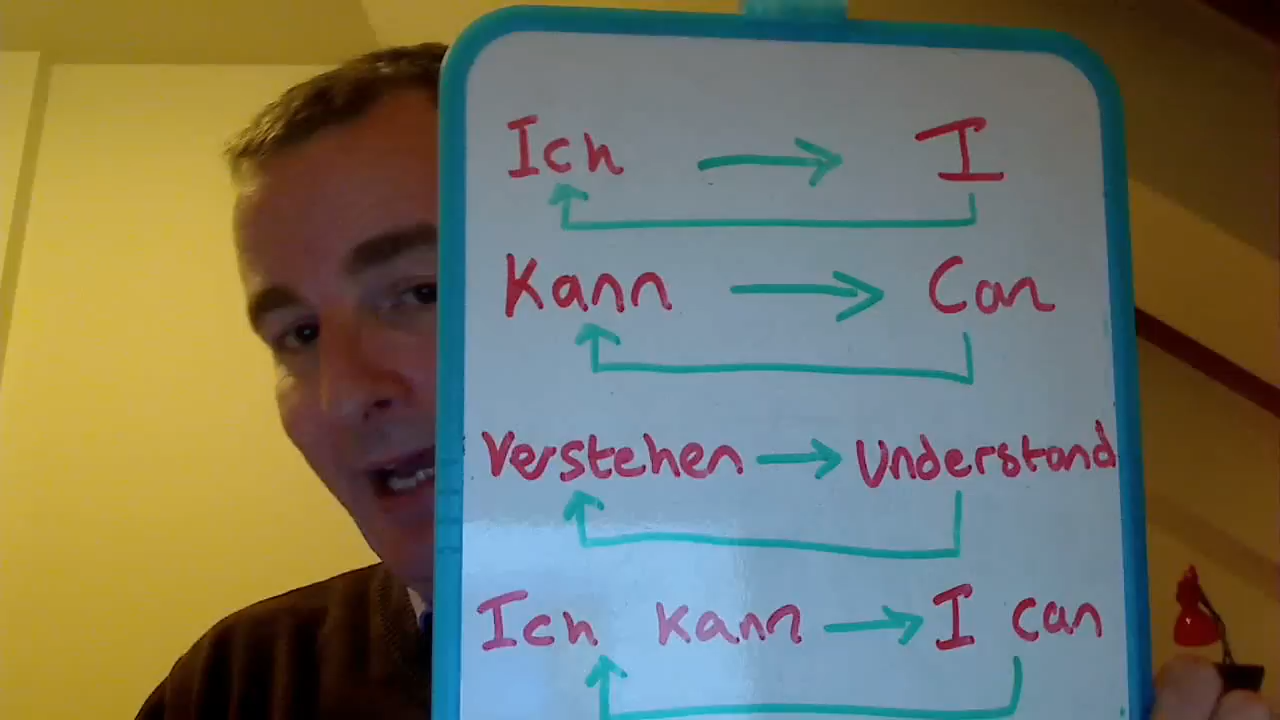 Ich → I
Kann → Can
Verstehen → Understand
Ich kann → I can